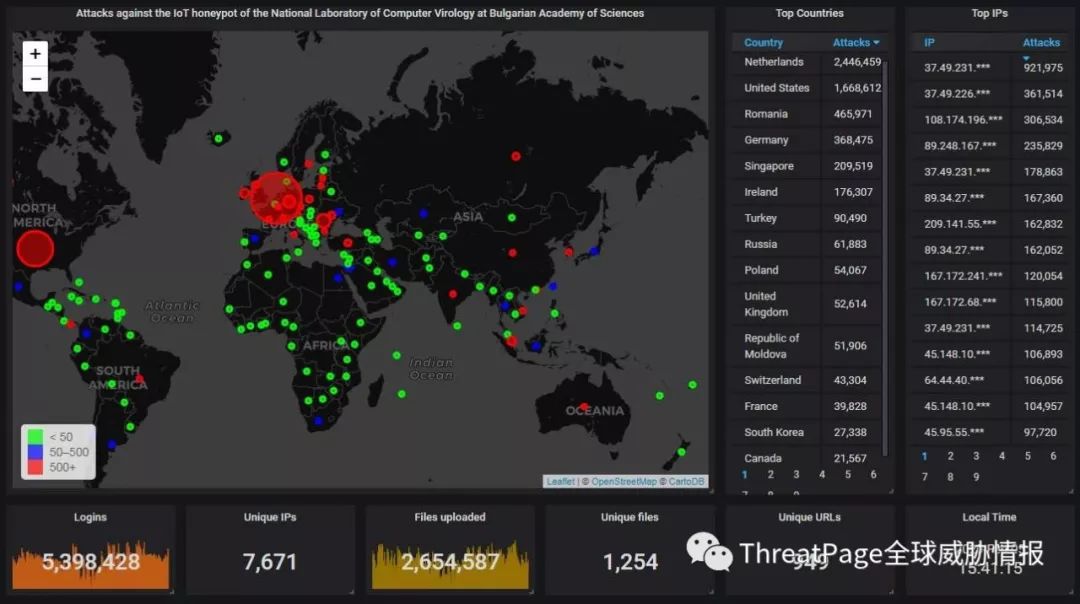 Attacks against the IoT honeypot of the National Laboratory of Computer Virology at Bulgarian Academy of Sciences
+
−
NORTH
MERICA
EURO
ASIA
Atlantic
Ocean
AFRICA
Indian
Ocean
SOUTH
AMERICA
OCEANIA
< 50
50–500
500+
Leaflet | © OpenStreetMap © CartoDB
Top Countries
Country Attacks
Netherlands 2,446,459
United States 1,668,612
Romania 465,971
Germany 368,475
Singapore 209,519
Ireland 176,307
Turkey 90,490
Russia 61,883
Poland 54,067
United
Kingdom 52,614
Republic of
Moldova 51,906
Switzerland 43,304
France 39,828
South Korea 27,338
Canada 21,567
1 2 3 4 5 6
7 8 9
Top IPs
IP Attacks
37.49.231.*** 921,975
37.49.226.*** 361,514
108.174.196.*** 306,534
89.248.167.*** 235,829
37.49.231.*** 178,863
89.34.27.*** 167,360
209.141.55.*** 162,832
89.34.27.*** 162,052
167.172.241.*** 120,054
167.172.68.*** 115,800
37.49.231.*** 114,725
45.148.10.*** 106,893
64.44.40.*** 106,056
45.148.10.*** 104,957
45.95.55.*** 97,720
1 2 3 4 5 6
7 8 9
Logins
5,398,428
Unique IPs
7,671
Files uploaded
2,654,587
Unique files
1,254
Unique URLs
949
Local Time
15:41:15
ThreatPage全球威胁情报